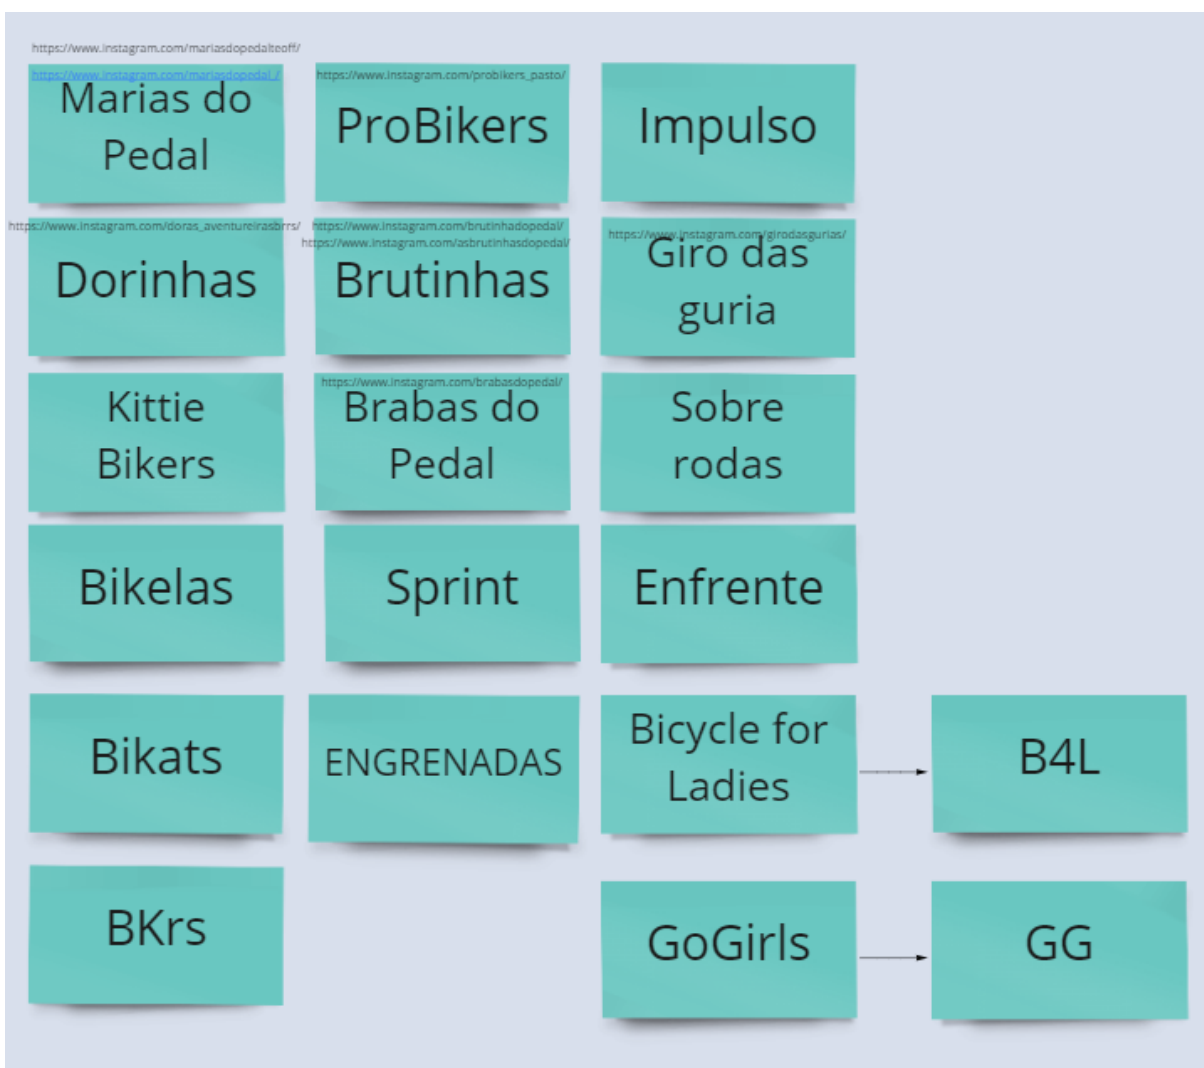 https://www.instagram.com/mariasdopedalteoff/
https://www.instagram.com/mariasdopedal_/
Marias do
Pedal
https://www.instagram.com/probikers_pasto/
ProBikers
Impulso
https://www.instagram.com/doras_aventureirasbrrs/
Dorinhas
https://www.instagram.com/brutinhadopedal/
https://www.instagram.com/asbrutinhasdopedal/
Brutinhas
https://www.instagram.com/girodasgurias/
Giro das
guria
Kittie
Bikers
https://www.instagram.com/brabasdopedal/
Brabas do
Pedal
Sobre
rodas
Bikelas
Sprint
Enfrente
Bikats
ENGRENADAS
Bicycle for
Ladies
B4L
BKrs
GoGirls
GG